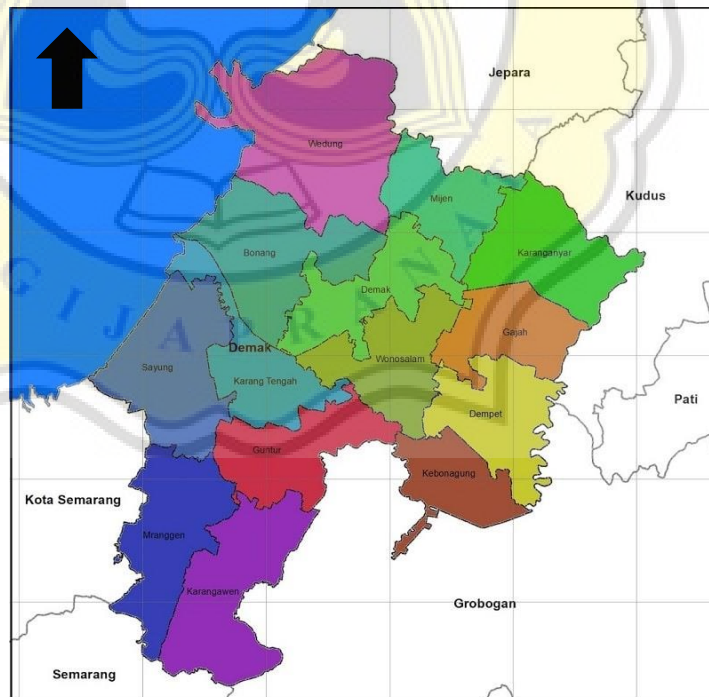 Jepara
Wedung
Mijen
Kudus
Bonang
Karanganyar
Demak
GIJAPRANATA
Gajah
Demak
Wonosalam
Sayung
Karang Tengah
Pati
Dempet
Guntur
Kebonagung
Kota Semarang
Mranggen
Karangawen
Grobogan
Semarang